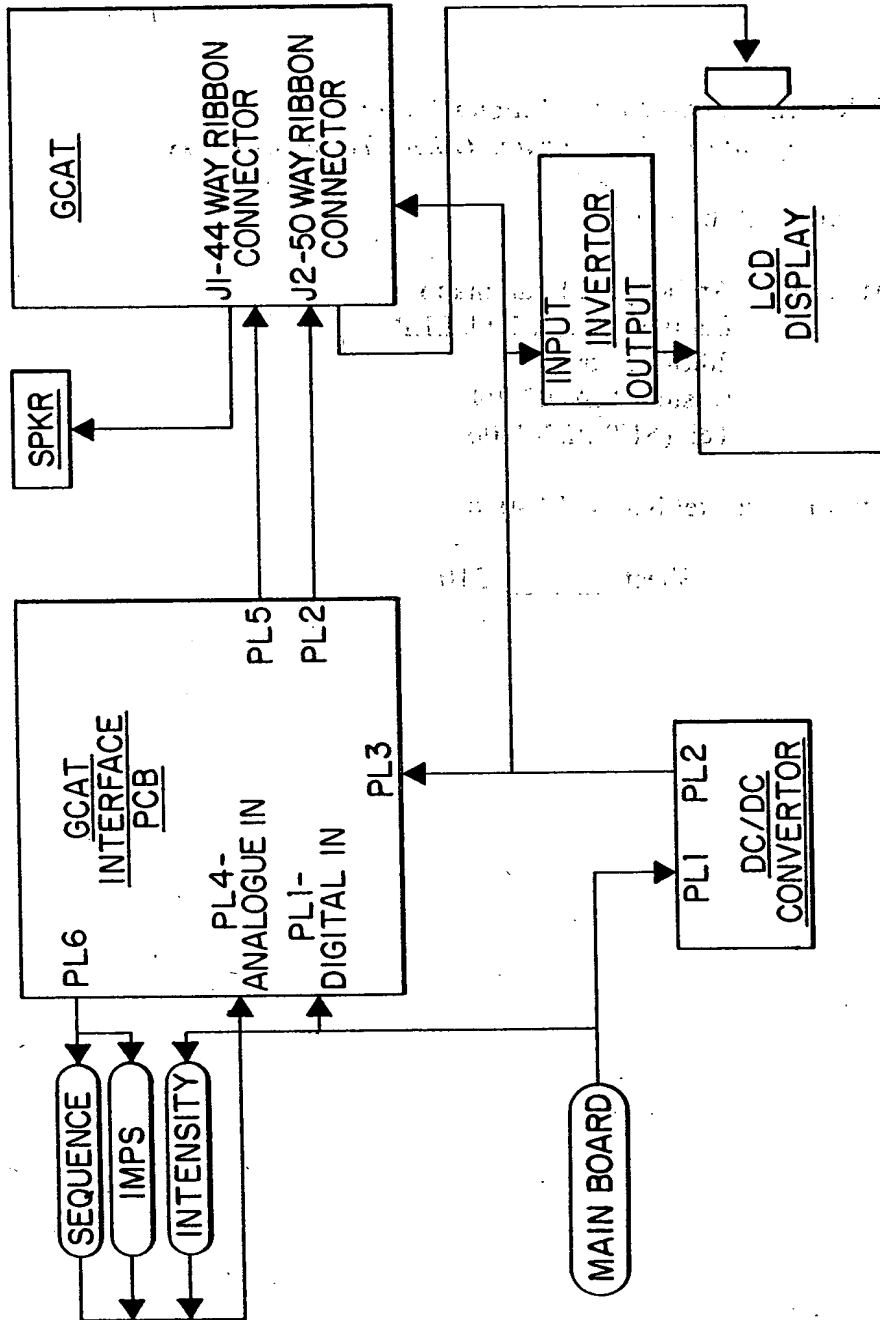 SEQUENCE
IMPS
INTENSITY
PL6
GCAT
INTERFACE
PCB
PL4-
ANALOGUE IN
PL1-
DIGITAL IN
PL5
PL2
PL3
SPKR
GCAT
J1-44 WAY RIBBON
CONNECTOR
J2-50 WAY RIBBON
CONNECTOR
MAIN BOARD
PL1
PL2
DC/DC
CONVERTOR
INPUT
INVERTOR
OUTPUT
LCD
DISPLAY